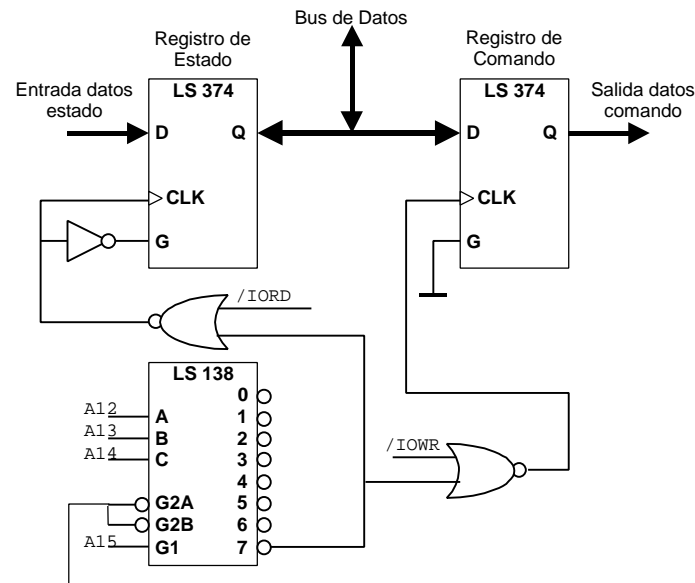 Bus de Datos
Registro de
Estado
Registro de
Comando
LS 374
LS 374
Entrada datos
estado
Salida datos
comando
D
Q
D
Q
CLK
CLK
G
G
/IORD
LS 138
0
A12
A
1
A13
B
2
A14
C
3
/IOWR
4
G2A
5
G2B
6
A15
G1
7